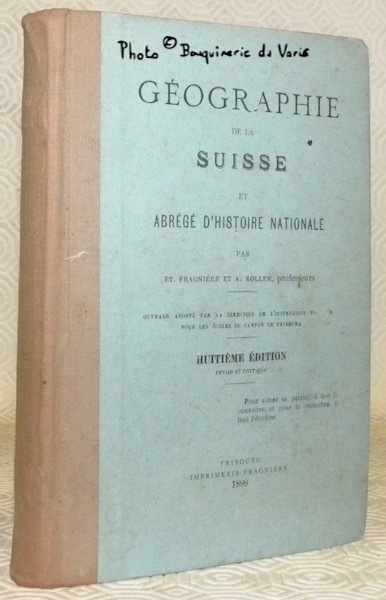 Photo © Bouquinerie du Varis
GÉOGRAPHIE
DE LA
SUISSE
ET
ABRÉGÉ D'HISTOIRE NATIONALE
PAR
ET. FRAGNIÈRE ET A. KOLLER, professeurs
OUVRAGE ADOPTÉ PAR LA DIRECTION DE L'INSTRUCTION
POUR LES ÉCOLES DU CANTON DE FRIBOURG
HUITIÈME ÉDITION
revue et corrigée
Pour aimer sa patrie, il faut la
connaître, et pour la connaître, il
faut l'étudier.
FRIBOURG
IMPRIMERIE FRAGNIÈRE
1899